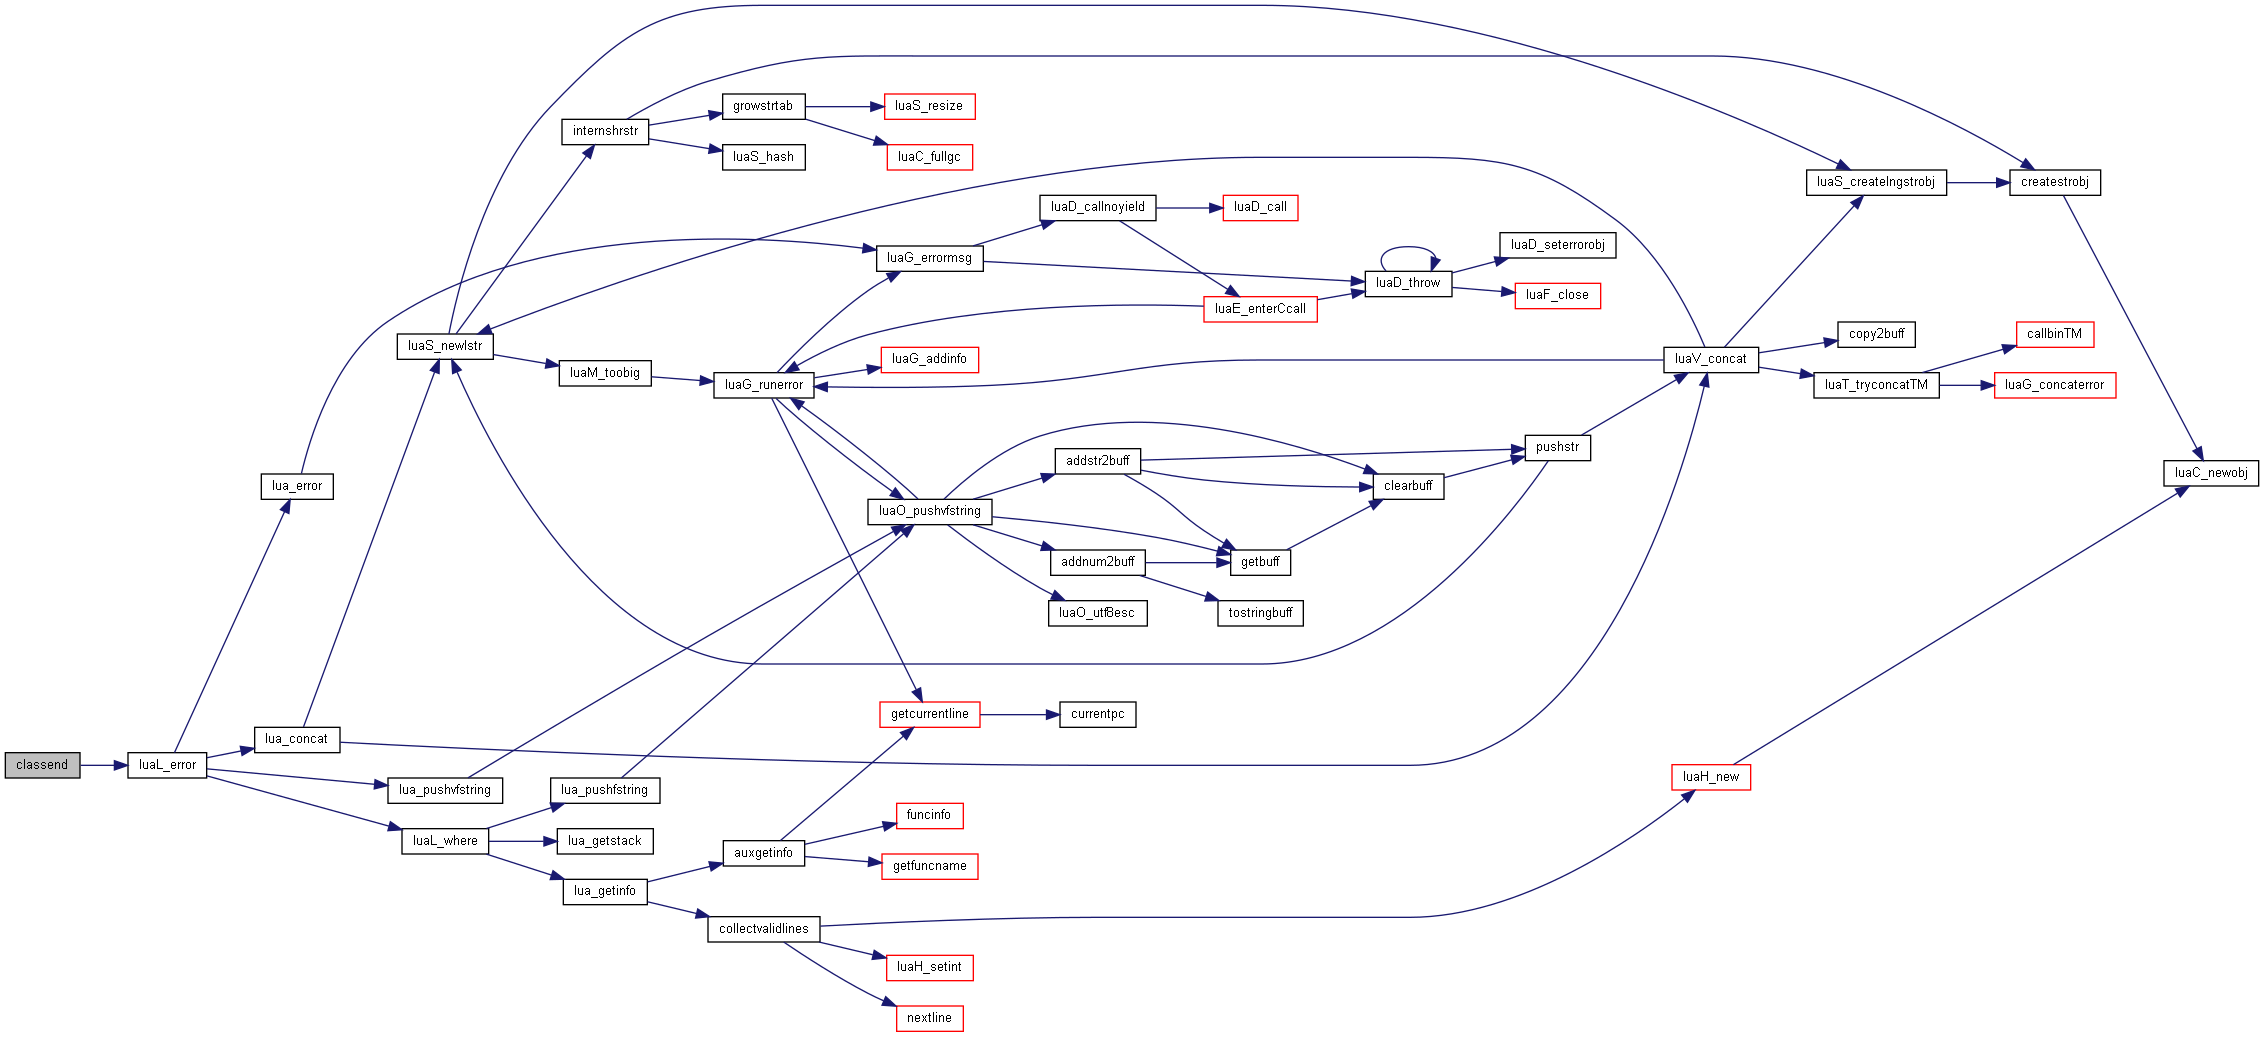 classend
luaL_error
lua_error
lua_concat
lua_pushvfstring
luaL_where
luaS_newlstr
lua_pushfstring
lua_getstack
lua_getinfo
internshrstr
luaM_toobig
growstrtab
luaS_hash
luaG_runerror
auxgetinfo
collectvalidlines
luaS_resize
luaC_fullgc
luaG_errormsg
luaG_addinfo
luaO_pushvfstring
getcurrentline
funcinfo
getfuncname
luaH_setint
nextline
luaD_callnoyield
addstr2buff
addnum2buff
luaO_utf8esc
currentpc
luaD_call
luaE_enterCcall
getbuff
tostringbuff
luaD_throw
clearbuff
luaD_seterrorobj
luaF_close
pushstr
luaV_concat
luaH_new
luaS_createlngstrobj
copy2buff
luaT_tryconcatTM
createstrobj
callbinTM
luaG_concaterror
luaC_newobj